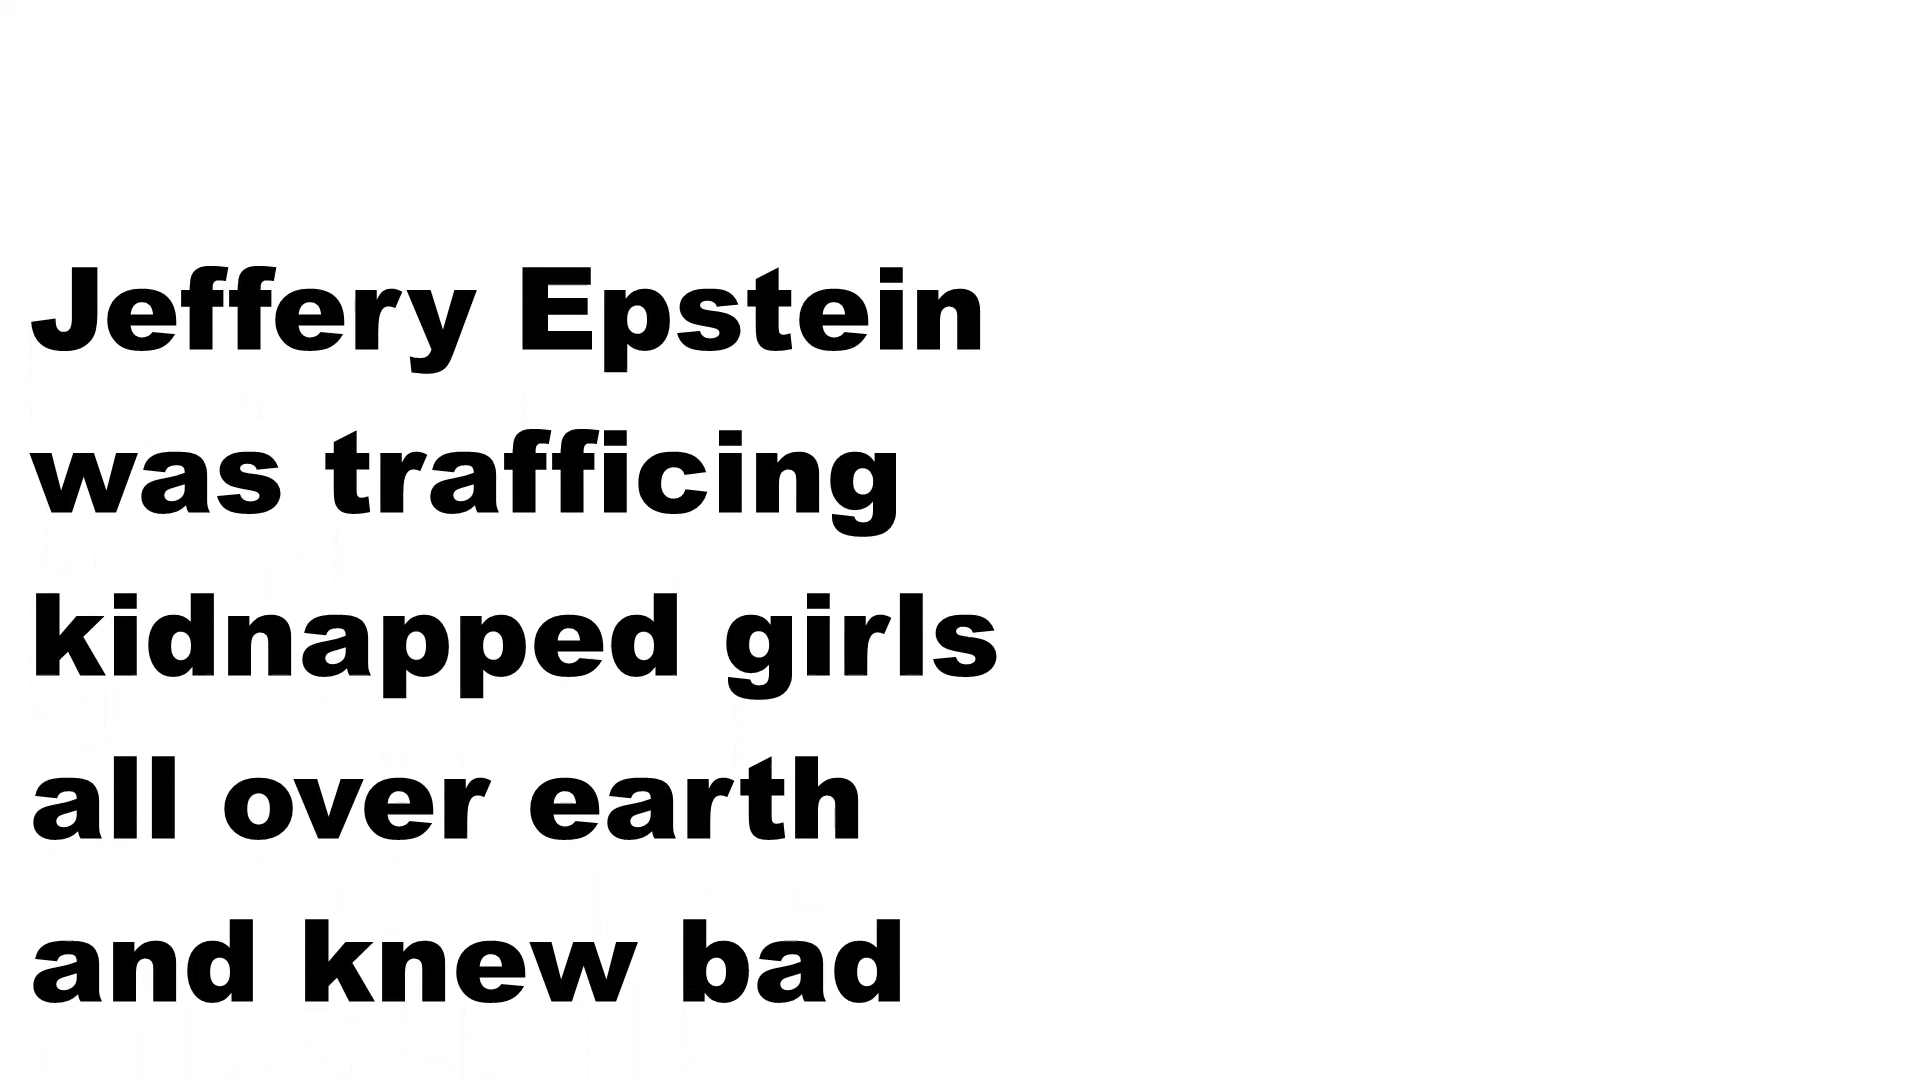 Jeffery Epstein
was trafficing
kidnapped girls
all over earth
and knew bad